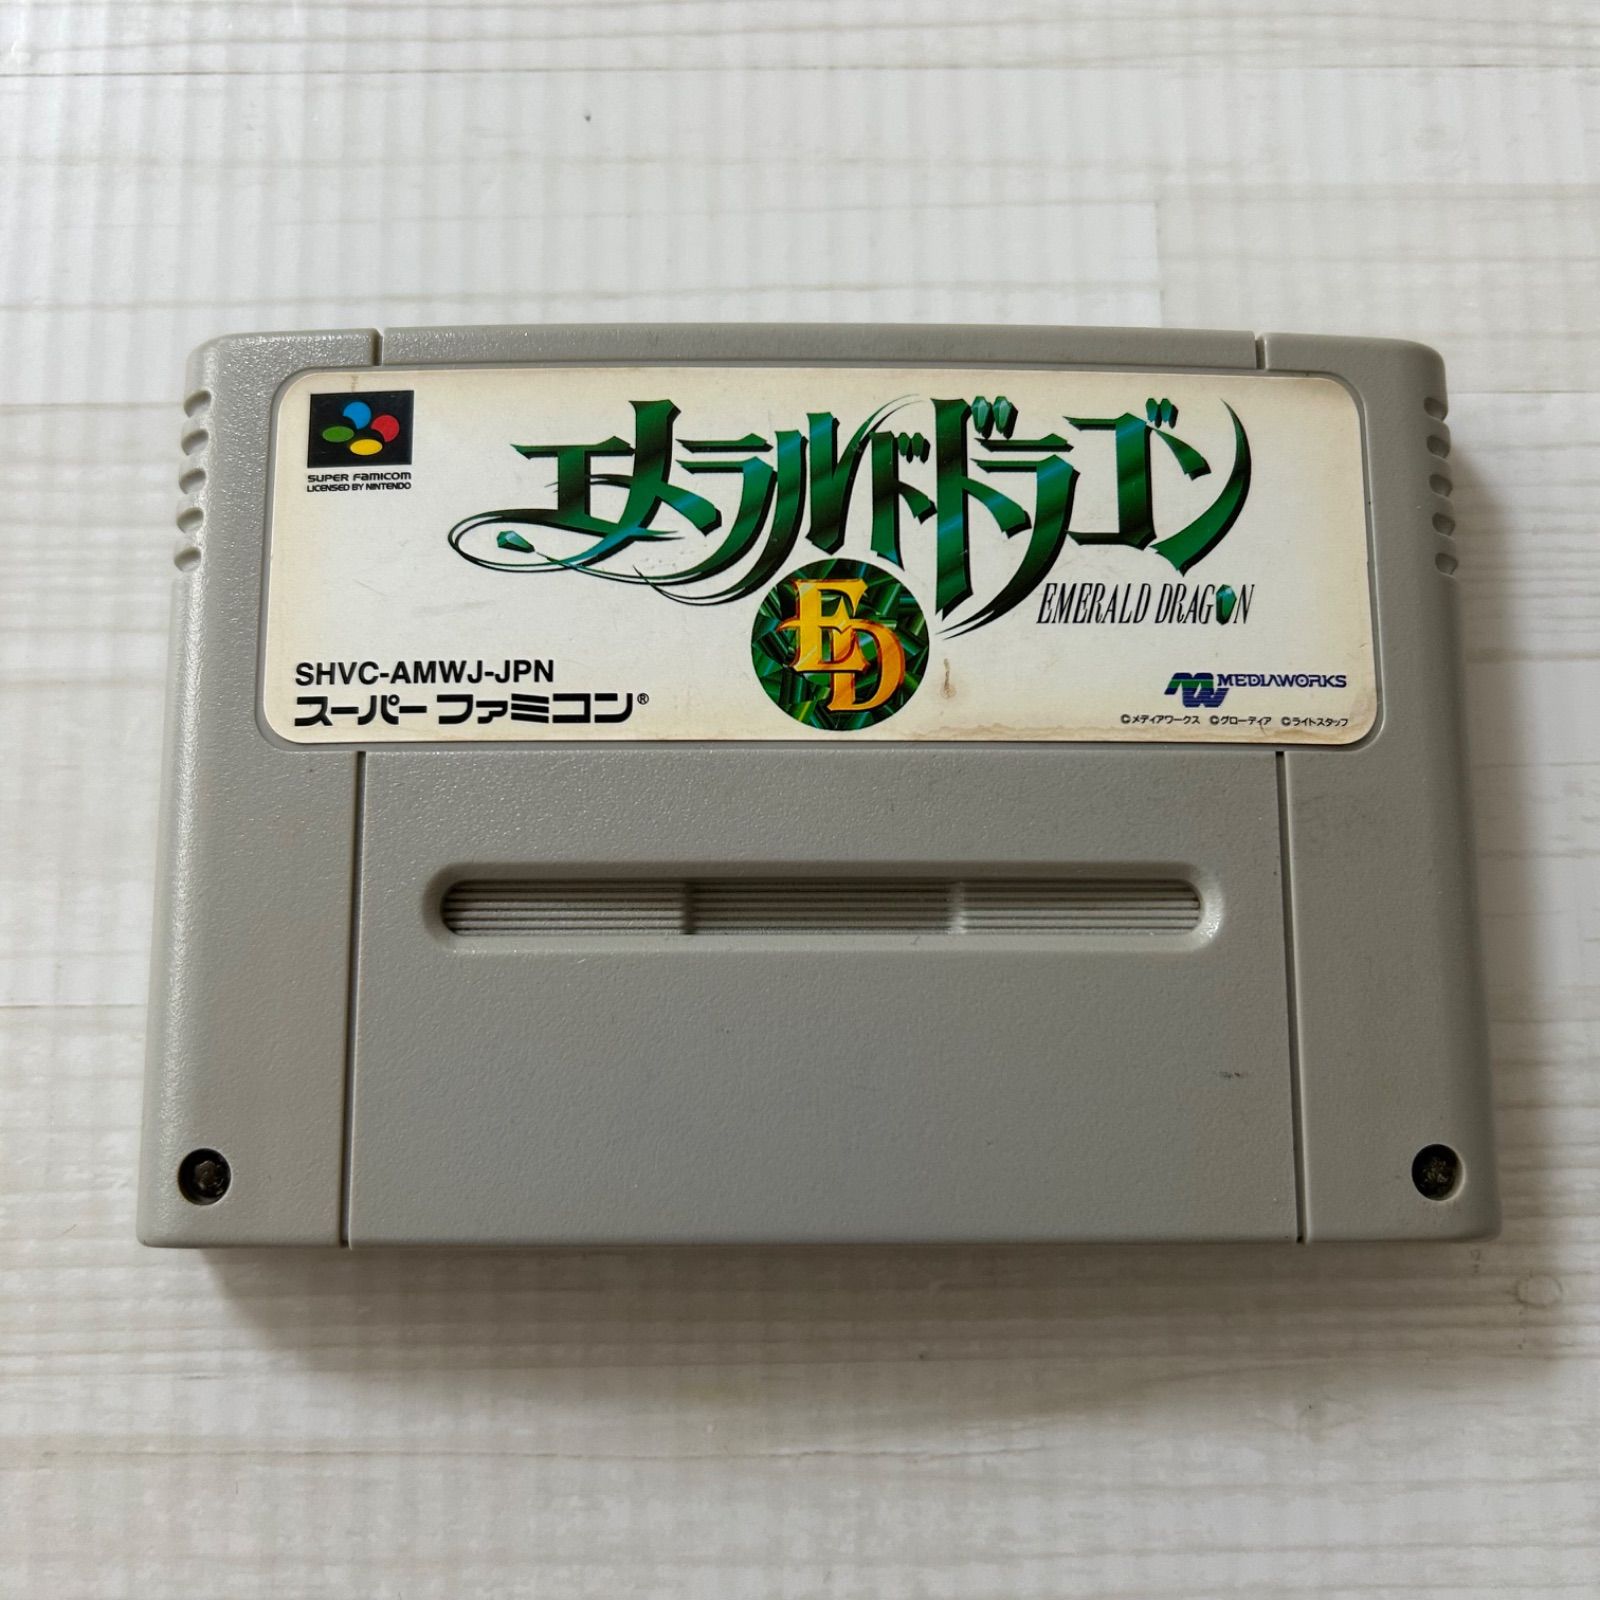 SUPER FAMICOM
LICENSED BY NINTENDO
エメラルドドラゴン
EMERALD DRAGON
ED
SHVC-AMWJ-JPN
スーパーファミコン®
MW MEDIAWORKS
©メディアワークス ©グローディア ©ライトスタッフ